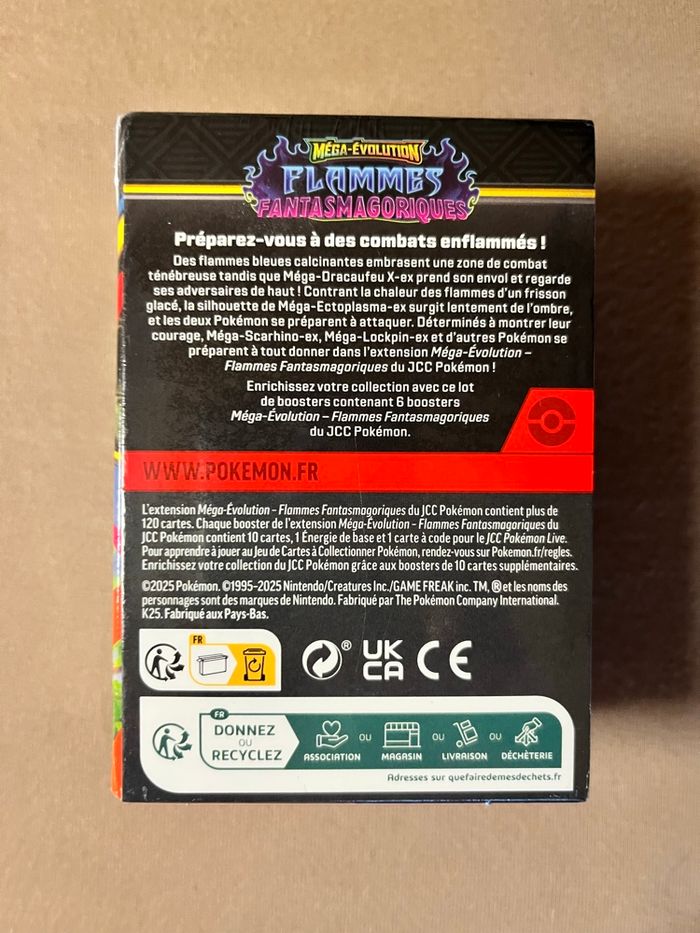 MÉGA-ÉVOLUTION
FLAMMES
FANTASMAGORIQUES
Préparez-vous à des combats enflammés !
Des flammes bleues calcinantes embrasent une zone de combat
ténébreuse tandis que Méga-Dracaufeu X-ex prend son envol et regarde
ses adversaires de haut ! Contrant la chaleur des flammes d'un frisson
glacé, la silhouette de Méga-Ectoplasma-ex surgit lentement de l'ombre,
et les deux Pokémon se préparent à attaquer. Déterminés à montrer leur
courage, Méga-Scarhino-ex, Méga-Lockpin-ex et d'autres Pokémon se
préparent à tout donner dans l'extension Méga-Évolution –
Flammes Fantasmagoriques du JCC Pokémon !
Enrichissez votre collection avec ce lot
de boosters contenant 6 boosters
Méga-Évolution – Flammes Fantasmagoriques
du JCC Pokémon.
WWW.POKEMON.FR
L'extension Méga-Évolution – Flammes Fantasmagoriques du JCC Pokémon contient plus de
120 cartes. Chaque booster de l'extension Méga-Évolution – Flammes Fantasmagoriques du
JCC Pokémon contient 10 cartes, 1 Énergie de base et 1 carte à code pour le JCC Pokémon Live.
Pour apprendre à jouer au Jeu de Cartes à Collectionner Pokémon, rendez-vous sur Pokemon.fr/regles.
Enrichissez votre collection du JCC Pokémon grâce aux boosters de 10 cartes supplémentaires.
©2025 Pokémon. ©1995-2025 Nintendo/Creatures Inc./GAME FREAK inc. TM, ® et les noms des
personnages sont des marques de Nintendo. Fabriqué par The Pokémon Company International.
K25. Fabriqué aux Pays-Bas.
FR
® UK CA CE
FR
DONNEZ
OU
RECYCLEZ
ASSOCIATION OU MAGASIN OU LIVRAISON OU DÉCHÈTERIE
Adresses sur quefairedemesdechets.fr